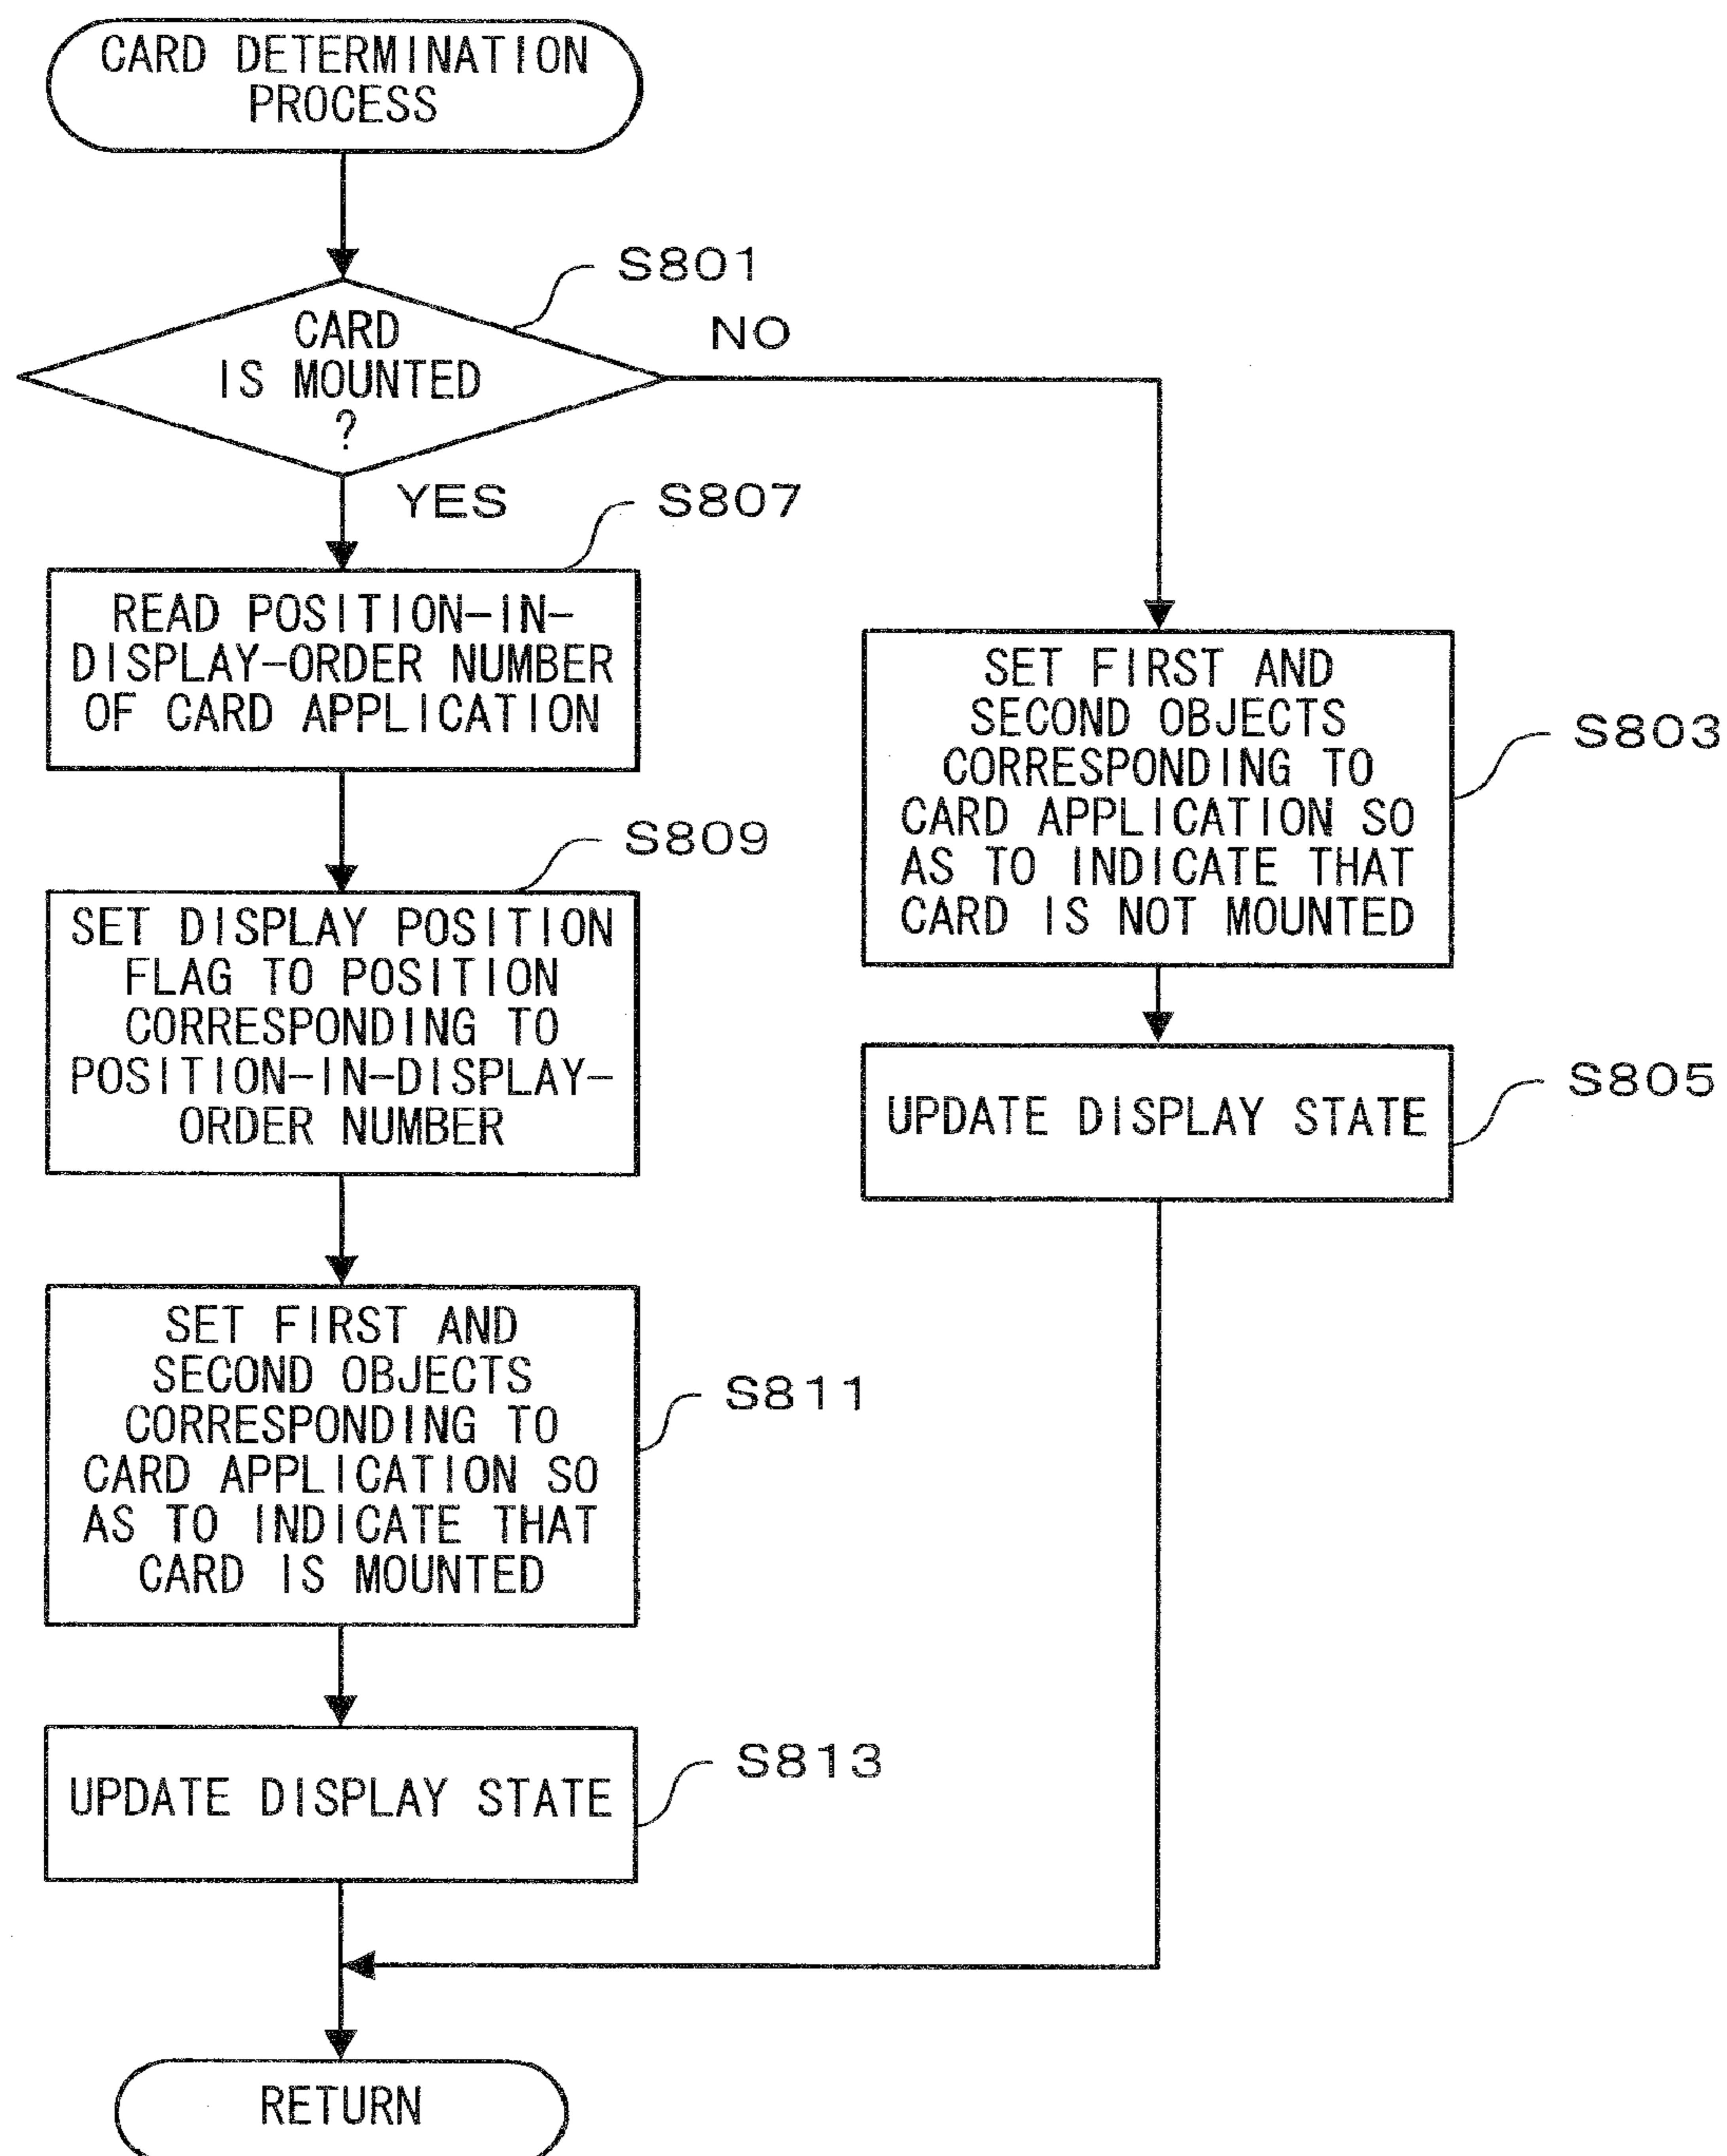 CARD DETERMINATION
PROCESS
S801
CARD
IS MOUNTED
?
NO
YES
S807
READ POSITION-IN-
DISPLAY-ORDER NUMBER
OF CARD APPLICATION
SET FIRST AND
SECOND OBJECTS
CORRESPONDING TO
CARD APPLICATION SO
AS TO INDICATE THAT
CARD IS NOT MOUNTED
S803
S809
SET DISPLAY POSITION
FLAG TO POSITION
CORRESPONDING TO
POSITION-IN-DISPLAY-
ORDER NUMBER
UPDATE DISPLAY STATE
S805
SET FIRST AND
SECOND OBJECTS
CORRESPONDING TO
CARD APPLICATION SO
AS TO INDICATE THAT
CARD IS MOUNTED
S811
UPDATE DISPLAY STATE
S813
RETURN